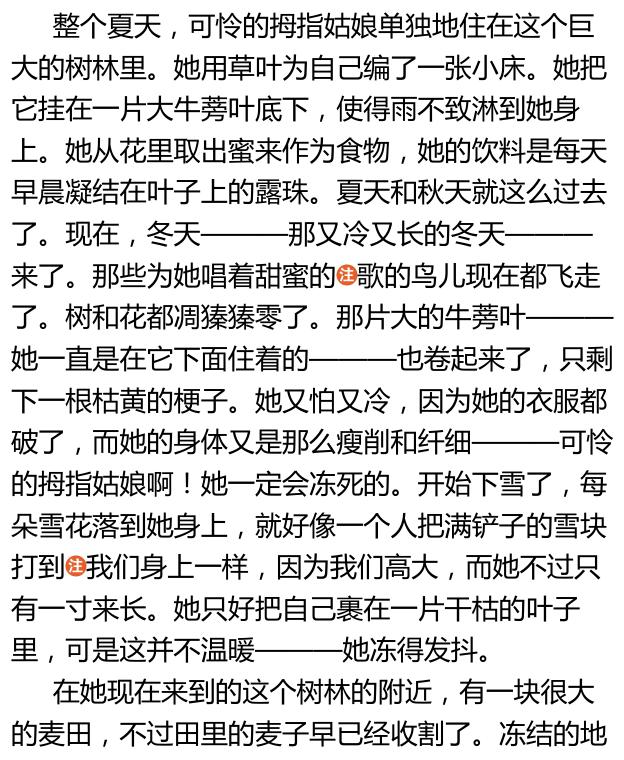 整个夏天，可怜的拇指姑娘单独地住在这个巨
大的树林里。她用草叶为自己编了一张小床。她把
它挂在一片大牛蒡叶底下，使得雨不致淋到她身
上。她从花里取出蜜来作为食物，她的饮料是每天
早晨凝结在叶子上的露珠。夏天和秋天就这么过去
了。现在，冬天————那又冷又长的冬天————
来了。那些为她唱着甜蜜的注歌的鸟儿现在都飞走
了。树和花都凋獉獉零了。那片大的牛蒡叶————
她一直是在它下面住着的————也卷起来了，只剩
下一根枯黄的梗子。她又怕又冷，因为她的衣服都
破了，而她的身体又是那么瘦削和纤细————可怜
的拇指姑娘啊！她一定会冻死的。开始下雪了，每
朵雪花落到她身上，就好像一个人把满铲子的雪块
打到注我们身上一样，因为我们高大，而她不过只
有一寸来长。她只好把自己裹在一片干枯的叶子
里，可是这并不温暖————她冻得发抖。
在她现在来到的这个树林的附近，有一块很大
的麦田，不过田里的麦子早已经收割了。冻结的地